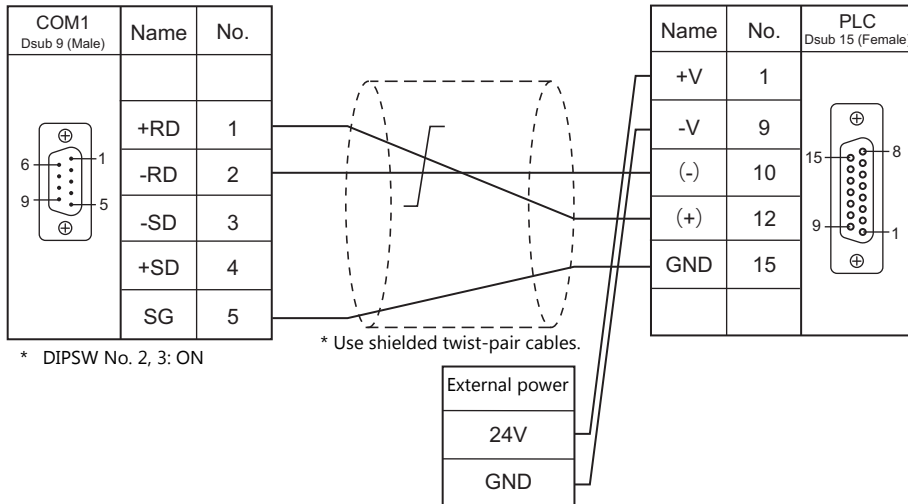 COM1
Dsub 9 (Male)
Name
No.
+RD
1
-RD
2
-SD
3
+SD
4
SG
5
6
1
9
5
* DIPSW No. 2, 3: ON
* Use shielded twist-pair cables.
Name
No.
PLC
Dsub 15 (Female)
+V
1
-V
9
(-)
10
(+)
12
GND
15
15
8
9
1
External power
24V
GND